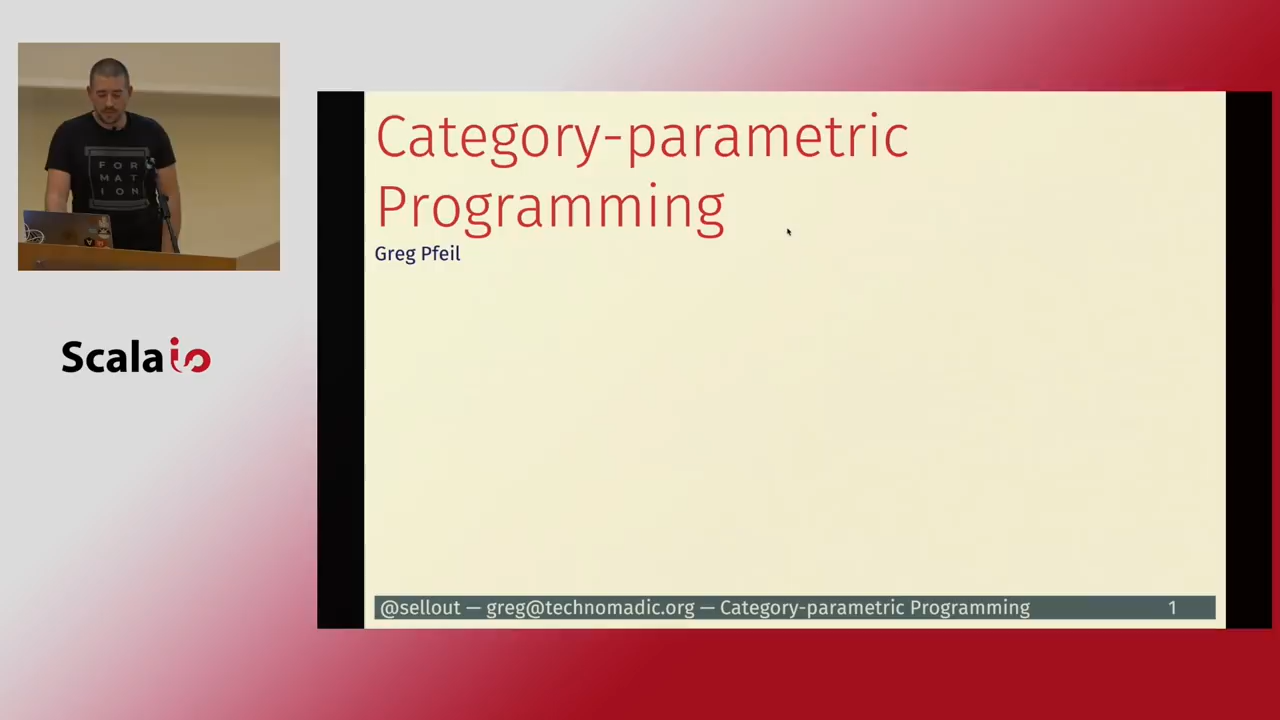 FOR
MAT
ION
Scala.io
Category-parametric
Programming
Greg Pfeil
@sellout — greg@technomadic.org — Category-parametric Programming 1